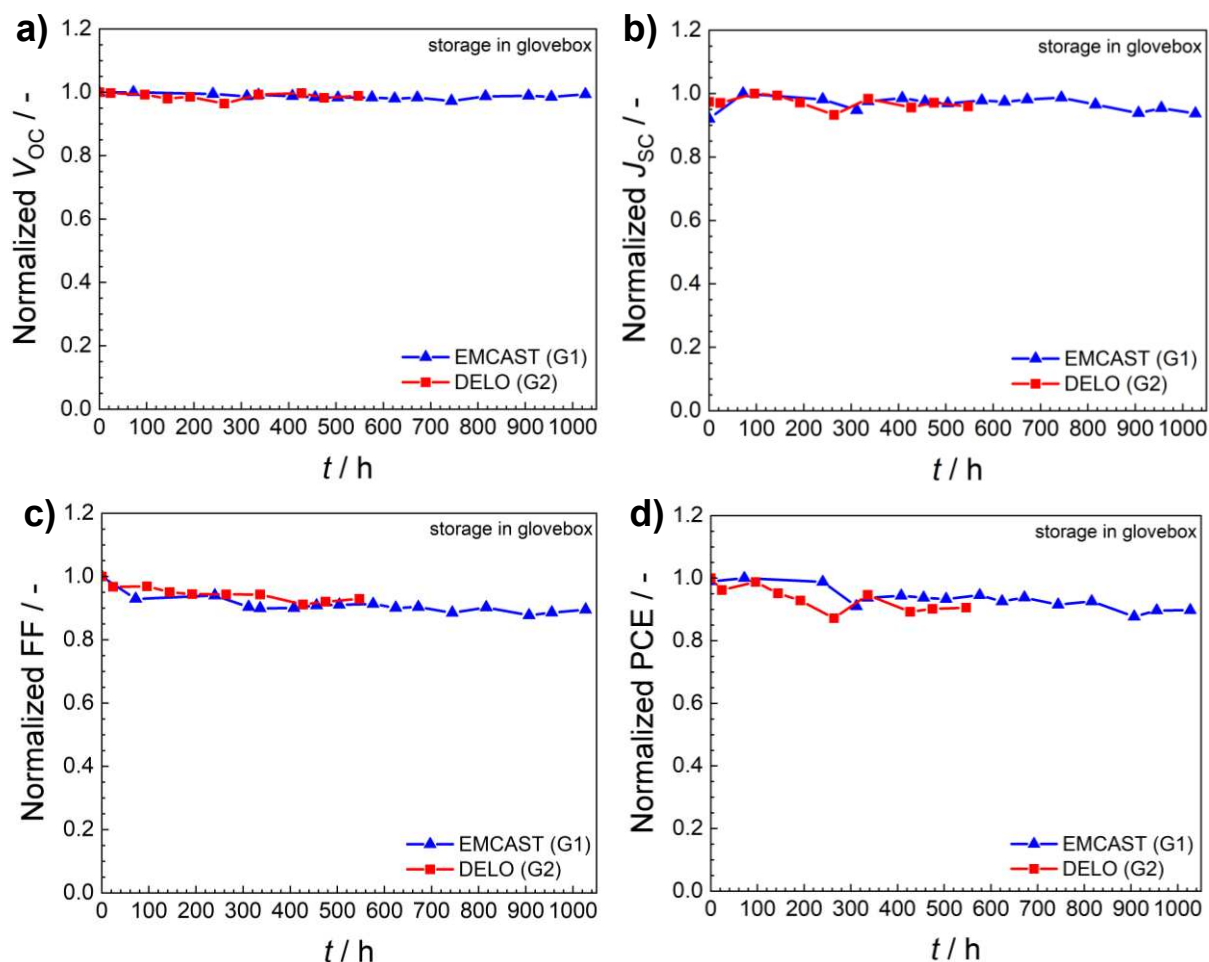 a)
storage in glovebox
Normalized VOC / -
1.2
1.0
0.8
0.6
0.4
0.2
0.0
EMCAST (G1)
DELO (G2)
0 100 200 300 400 500 600 700 800 900 1000
t / h
b)
storage in glovebox
Normalized JSC / -
1.2
1.0
0.8
0.6
0.4
0.2
0.0
EMCAST (G1)
DELO (G2)
0 100 200 300 400 500 600 700 800 900 1000
t / h
c)
storage in glovebox
Normalized FF / -
1.2
1.0
0.8
0.6
0.4
0.2
0.0
EMCAST (G1)
DELO (G2)
0 100 200 300 400 500 600 700 800 900 1000
t / h
d)
storage in glovebox
Normalized PCE / -
1.2
1.0
0.8
0.6
0.4
0.2
0.0
EMCAST (G1)
DELO (G2)
0 100 200 300 400 500 600 700 800 900 1000
t / h